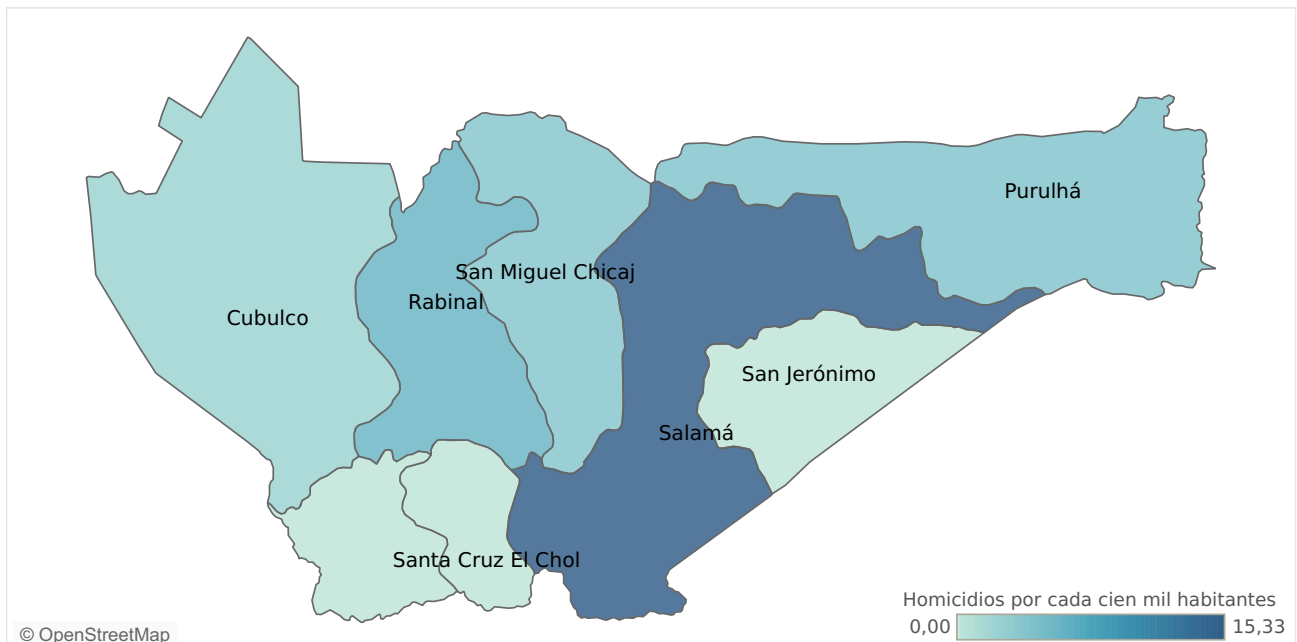 Purulhá
San Miguel Chicaj
Rabinal
Cubulco
San Jerónimo
Salamá
Santa Cruz El Chol
Homicidios por cada cien mil habitantes
0,00
15,33
© OpenStreetMap